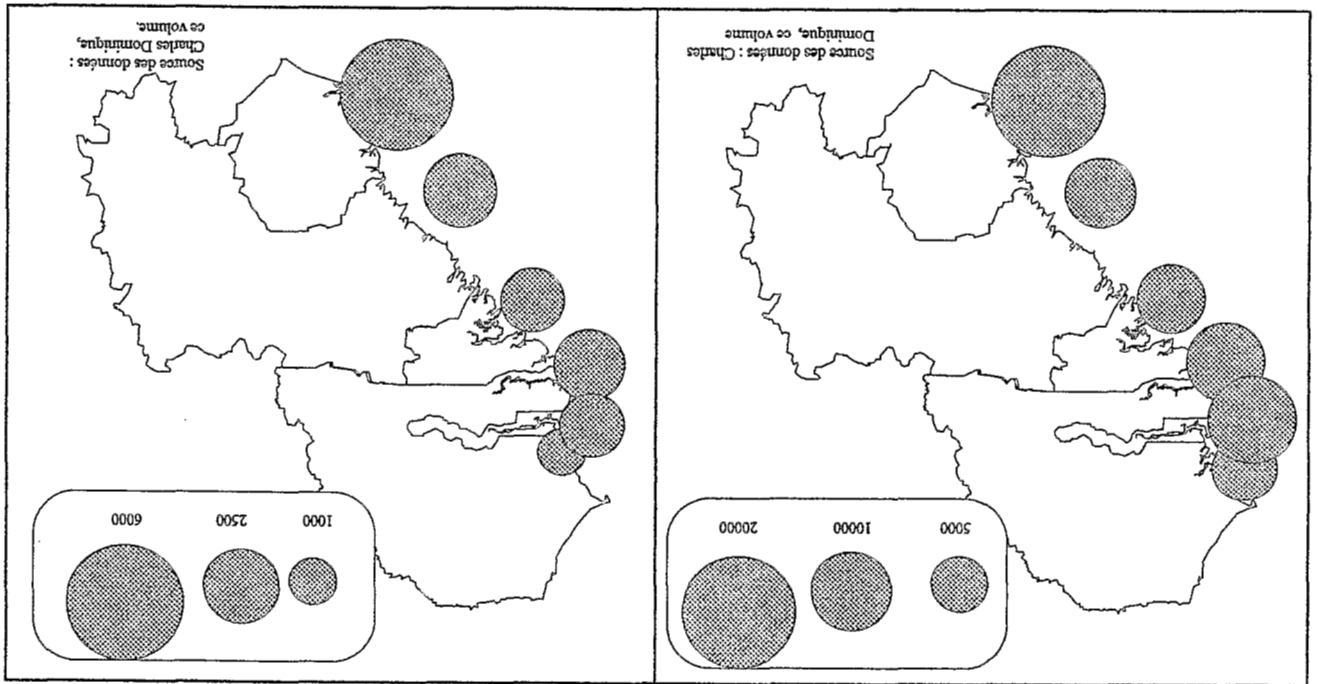 5000 10000 20000
Source des données : Charles
Dominique, ce volume
1000 2500 6000
Source des données :
Charles Dominique,
ce volume.